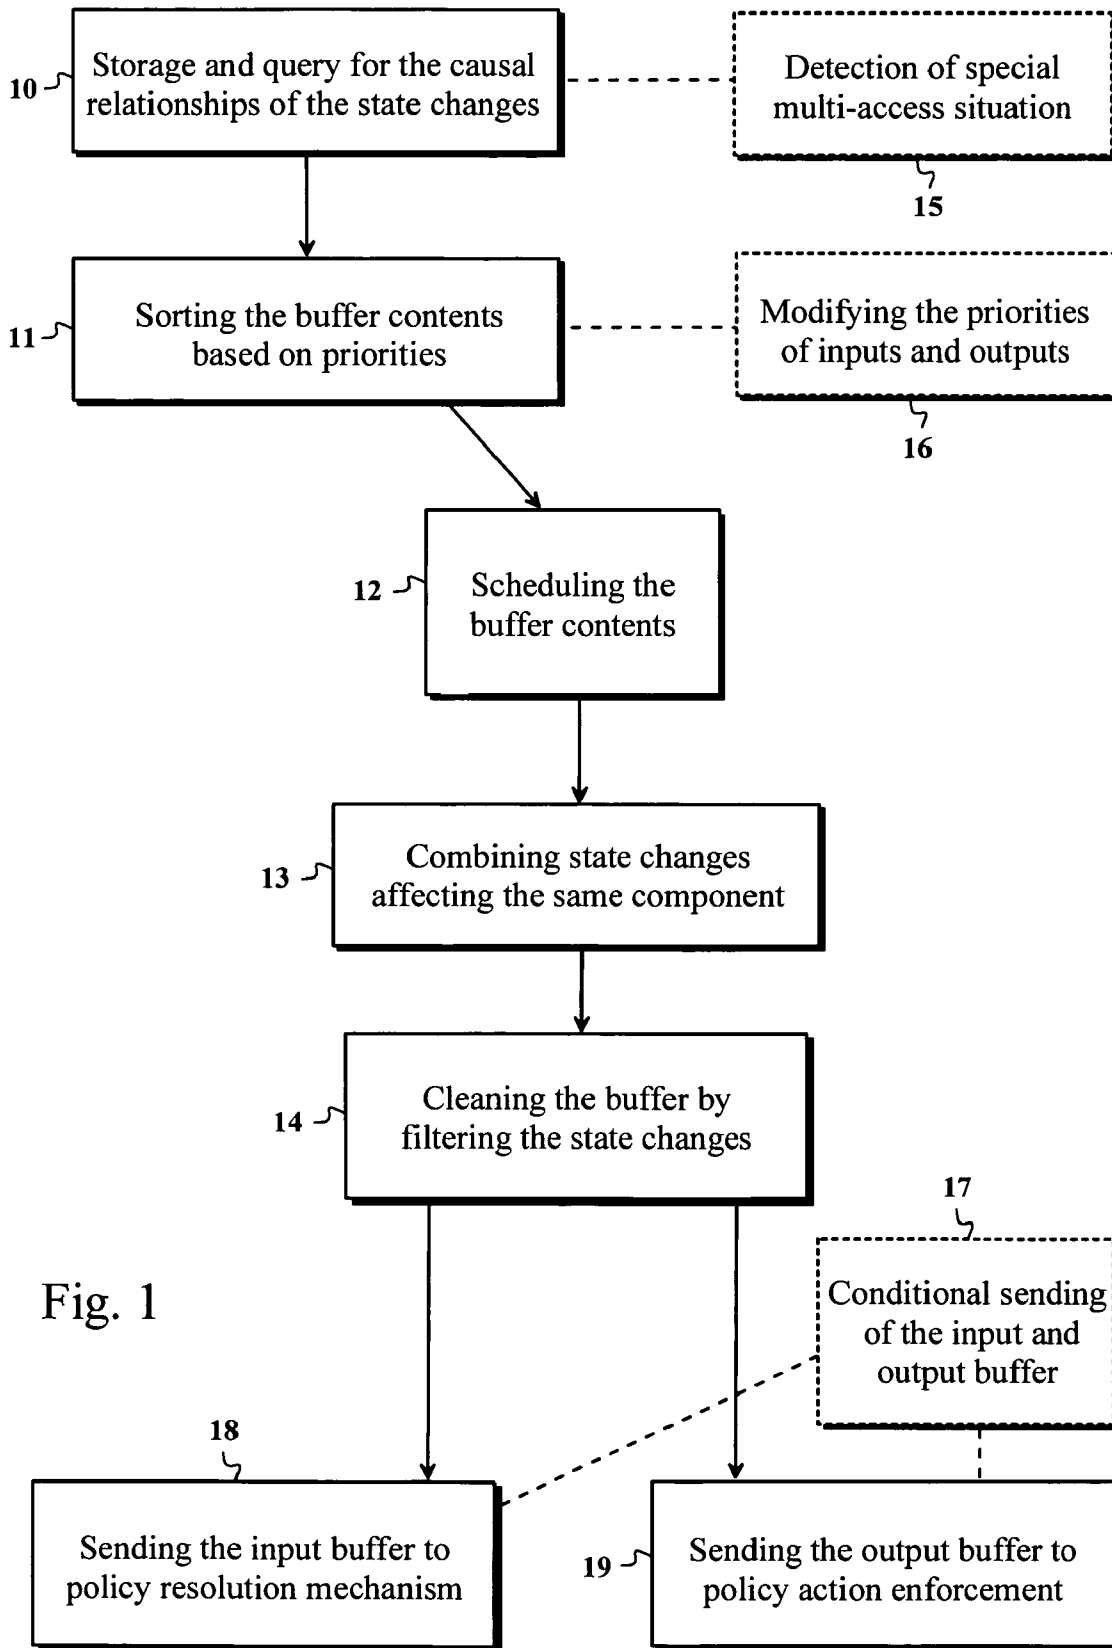 10
Storage and query for the causal
relationships of the state changes
Detection of special
multi-access situation
15
11
Sorting the buffer contents
based on priorities
Modifying the priorities
of inputs and outputs
16
12
Scheduling the
buffer contents
13
Combining state changes
affecting the same component
14
Cleaning the buffer by
filtering the state changes
17
Conditional sending
of the input and
output buffer
Fig. 1
18
Sending the input buffer to
policy resolution mechanism
19
Sending the output buffer to
policy action enforcement